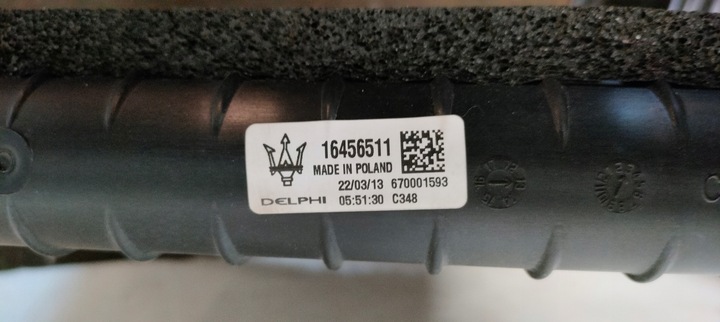 16456511
MADE IN POLAND
22/03/13 670001593
DELPHI 05:51:30 C348